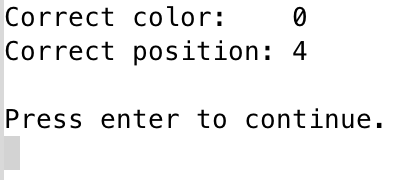 Correct color:    0
Correct position: 4
Press enter to continue.